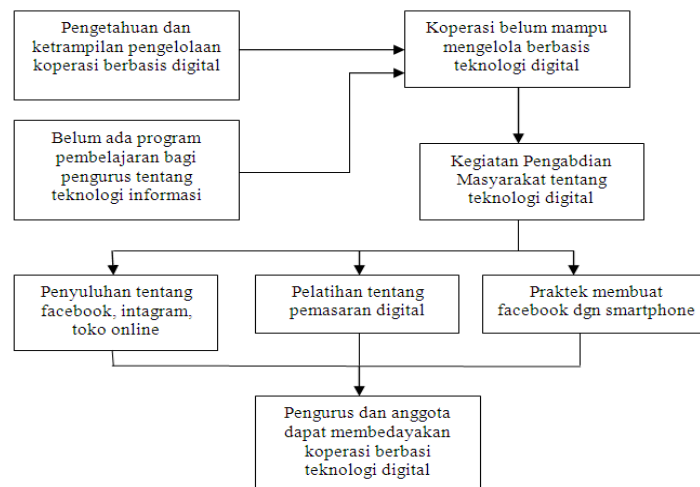 Pengetahuan dan
ketrampilan pengelolaan
koperasi berbasis digital
Koperasi belum mampu
mengelola berbasis
teknologi digital
Belum ada program
pembelajaran bagi
pengurus tentang
teknologi informasi
Kegiatan Pengabdian
Masyarakat tentang
teknologi digital
Penyuluhan tentang
facebook, intagram,
toko online
Pelatihan tentang
pemasaran digital
Praktek membuat
facebook dgn smartphone
Pengurus dan anggota
dapat membedayakan
koperasi berbasi
teknologi digital